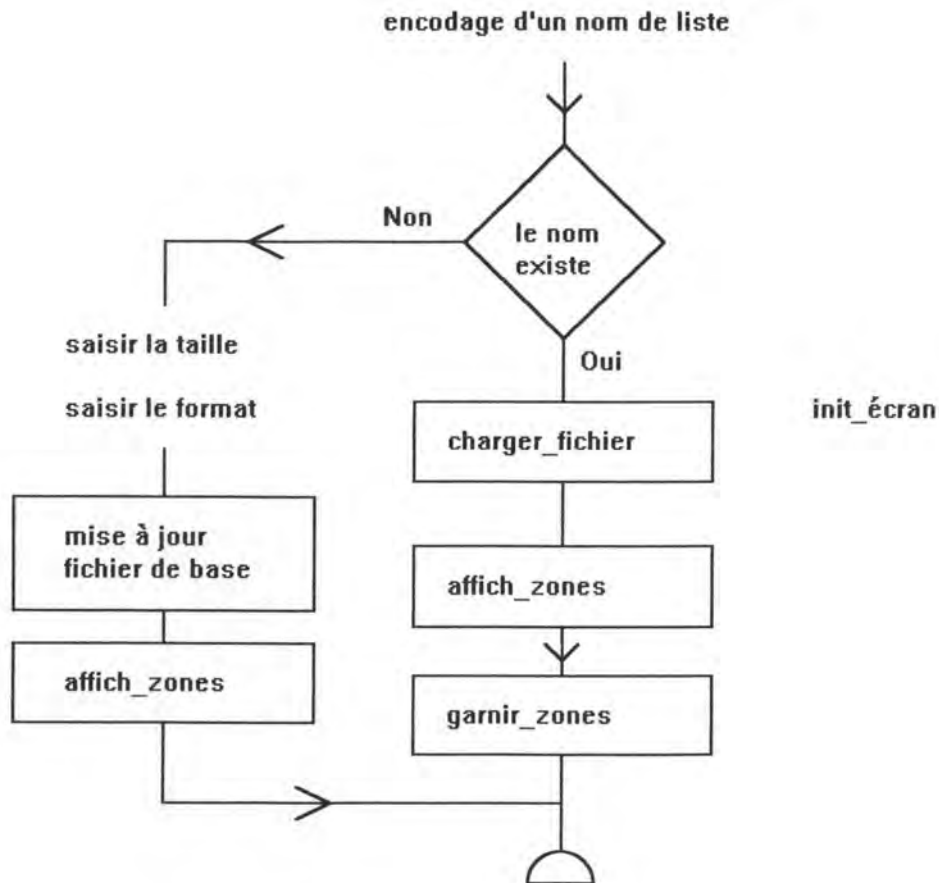 encodage d'un nom de liste
Non
le nom
existe
saisir la taille
Oui
saisir le format
init_écran
charger_fichier
mise à jour
fichier de base
affich_zones
affich_zones
garnir_zones